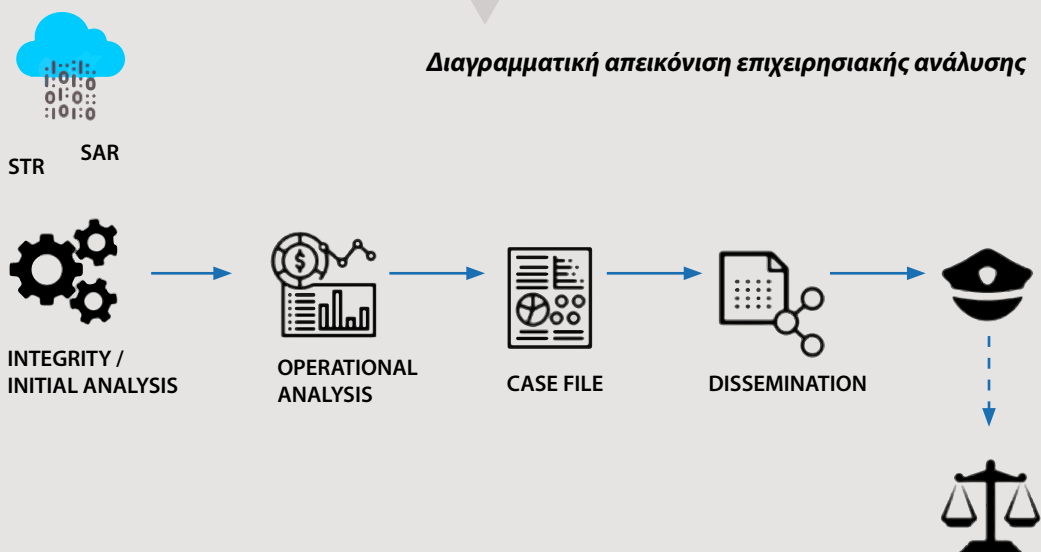 Διαγραμματική απεικόνιση επιχειρησιακής ανάλυσης
STR
SAR
INTEGRITY /
INITIAL ANALYSIS
OPERATIONAL
ANALYSIS
CASE FILE
DISSEMINATION